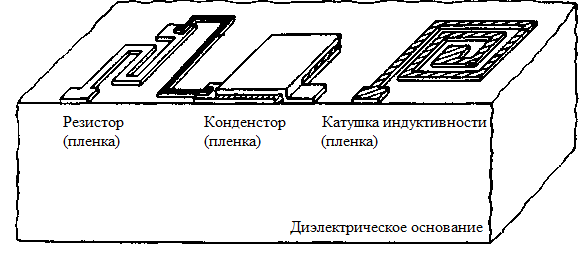 Резистор
(пленка)
Конденстор
(пленка)
Катушка индуктивности
(пленка)
Диэлектрическое основание